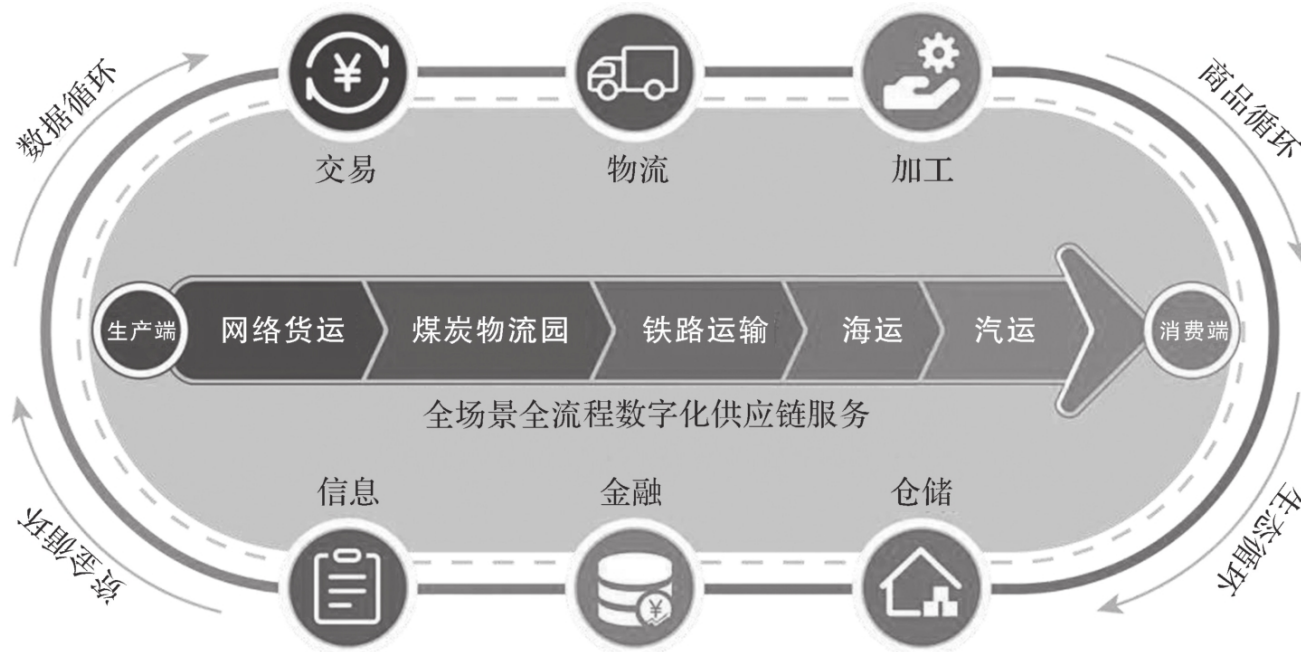 数据循环
商品循环
交易
物流
加工
生产端
网络货运
煤炭物流园
铁路运输
海运
汽运
消费端
全场景全流程数字化供应链服务
信息
金融
仓储
资金循环
生态循环
¥
¥